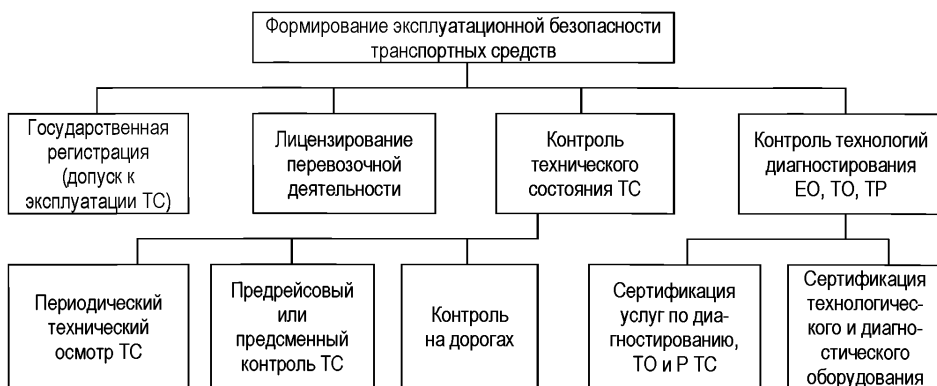 Формирование эксплуатационной безопасности
транспортных средств
Государственная
регистрация
(допуск к
эксплуатации ТС)
Лицензирование
перевозочной
деятельности
Контроль
технического
состояния ТС
Контроль технологий
диагностирования
ЕО, ТО, ТР
Периодический
технический
осмотр ТС
Предрейсовый
или
предсменный
контроль ТС
Контроль
на дорогах
Сертификация
услуг по диа-
гностированию,
ТО и Р ТС
Сертификация
технологичес-
кого и диагно-
стического
оборудования